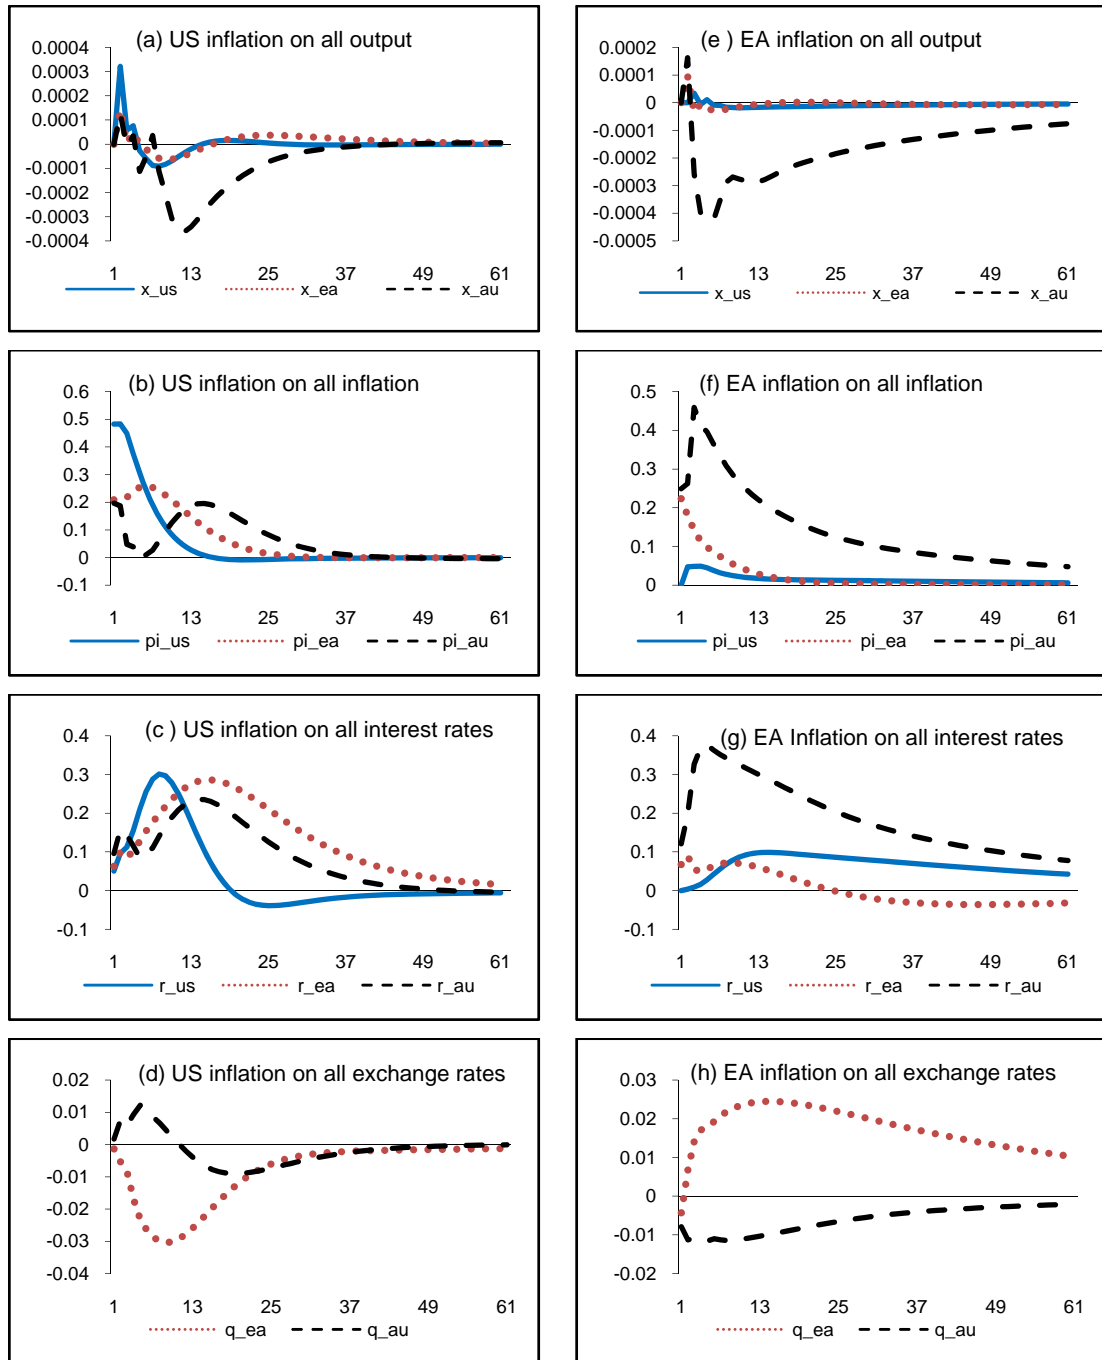 (a) US inflation on all output
0.0004
0.0003
0.0002
0.0001
0
-0.0001
-0.0002
-0.0003
-0.0004
1 13 25 37 49 61
x_us x_ea x_au
(e ) EA inflation on all output
0.0002
0.0001
0
-0.0001
-0.0002
-0.0003
-0.0004
-0.0005
1 13 25 37 49 61
x_us x_ea x_au
(b) US inflation on all inflation
0.6
0.5
0.4
0.3
0.2
0.1
0
-0.1
1 13 25 37 49 61
pi_us pi_ea pi_au
(f) EA inflation on all inflation
0.5
0.4
0.3
0.2
0.1
0
1 13 25 37 49 61
pi_us pi_ea pi_au
(c ) US inflation on all interest rates
0.4
0.3
0.2
0.1
0
-0.1
1 13 25 37 49 61
r_us r_ea r_au
(g) EA Inflation on all interest rates
0.4
0.3
0.2
0.1
0
-0.1
1 13 25 37 49 61
r_us r_ea r_au
(d) US inflation on all exchange rates
0.02
0.01
0
-0.01
-0.02
-0.03
-0.04
1 13 25 37 49 61
q_ea q_au
(h) EA inflation on all exchange rates
0.03
0.02
0.01
0
-0.01
-0.02
1 13 25 37 49 61
q_ea q_au